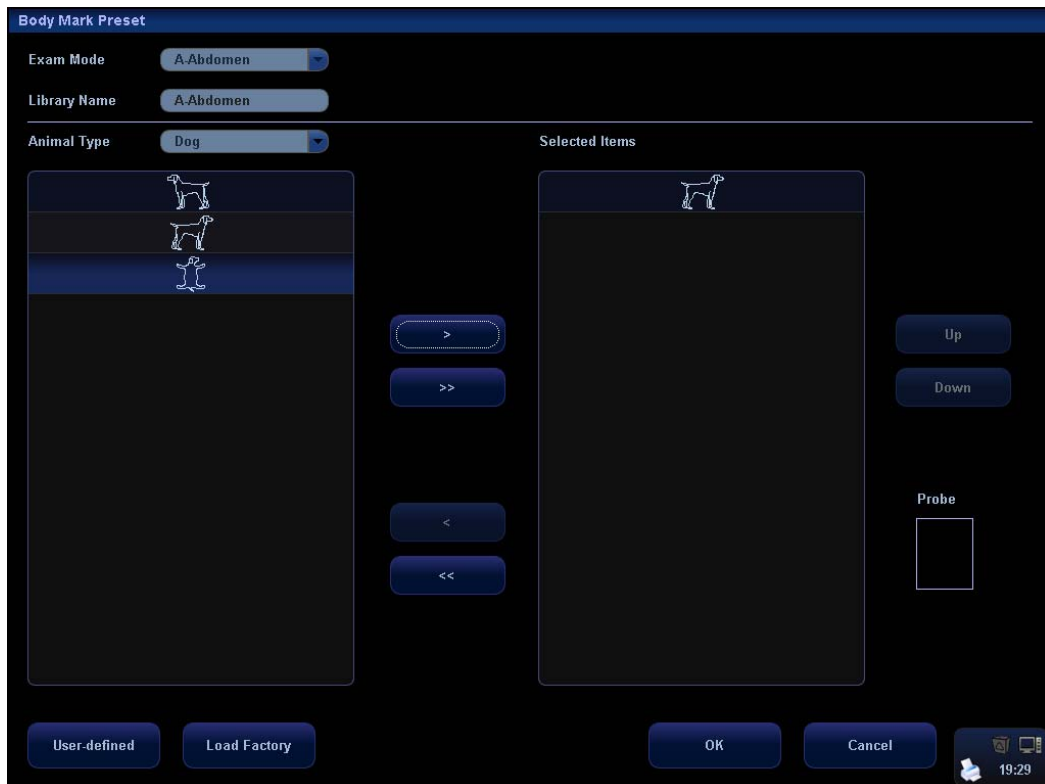 Body Mark Preset
Exam Mode A-Abdomen
Library Name A-Abdomen
Animal Type Dog Selected Items
>
>>
Up
Down
<
<<
Probe
User-defined Load Factory OK Cancel
19:29